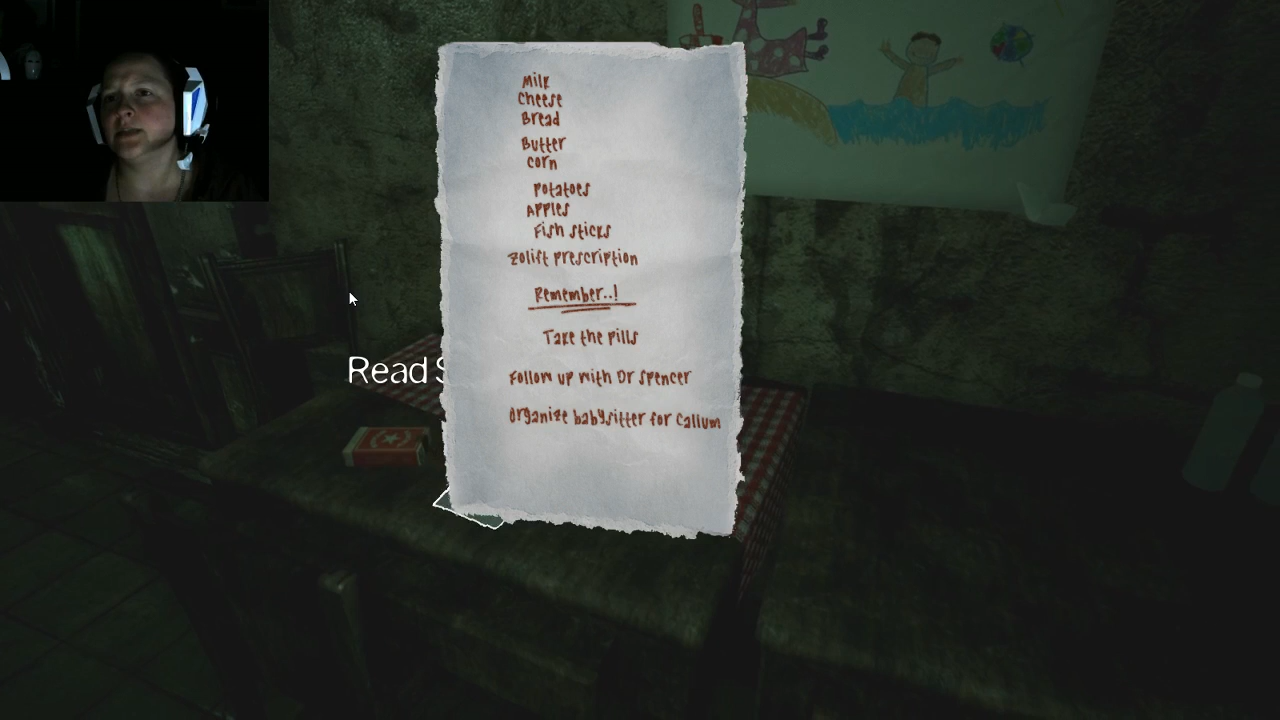 Milk
Cheese
Bread
Butter
Corn
Potatoes
Apples
Fish sticks
Zolift prescription
Remember..!
Take the pills
Follow up with Dr Spencer
Organize babysitter for Callum
Read S